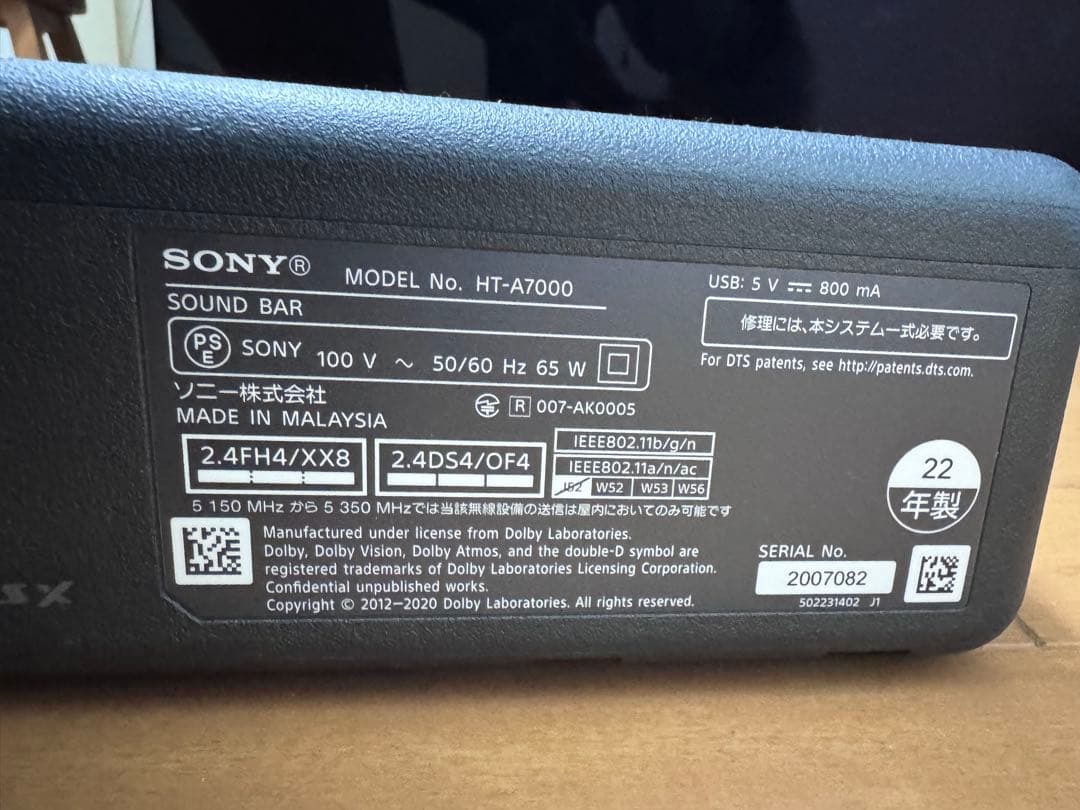 SONY®
MODEL No. HT-A7000
SOUND BAR
PSE SONY 100 V ～ 50/60 Hz 65 W
ソニー株式会社
MADE IN MALAYSIA
R 007-AK0005
2.4FH4/XX8
2.4DS4/OF4
IEEE802.11b/g/n
IEEE802.11a/n/ac
J52 W52 W53 W56
5 150 MHz から 5 350 MHzでは当該無線設備の送信は屋内においてのみ可能です
Manufactured under license from Dolby Laboratories.
Dolby, Dolby Vision, Dolby Atmos, and the double-D symbol are
registered trademarks of Dolby Laboratories Licensing Corporation.
Confidential unpublished works.
Copyright © 2012—2020 Dolby Laboratories. All rights reserved.
USB: 5 V ⎓ 800 mA
修理には、本システム一式必要です。
For DTS patents, see http://patents.dts.com.
22
年製
SERIAL No.
2007082
502231402 J1